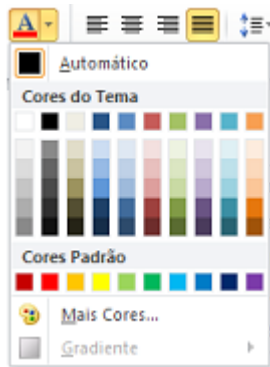 A
Automático
Cores do Tema
Cores Padrão
Mais Cores...
Gradiente